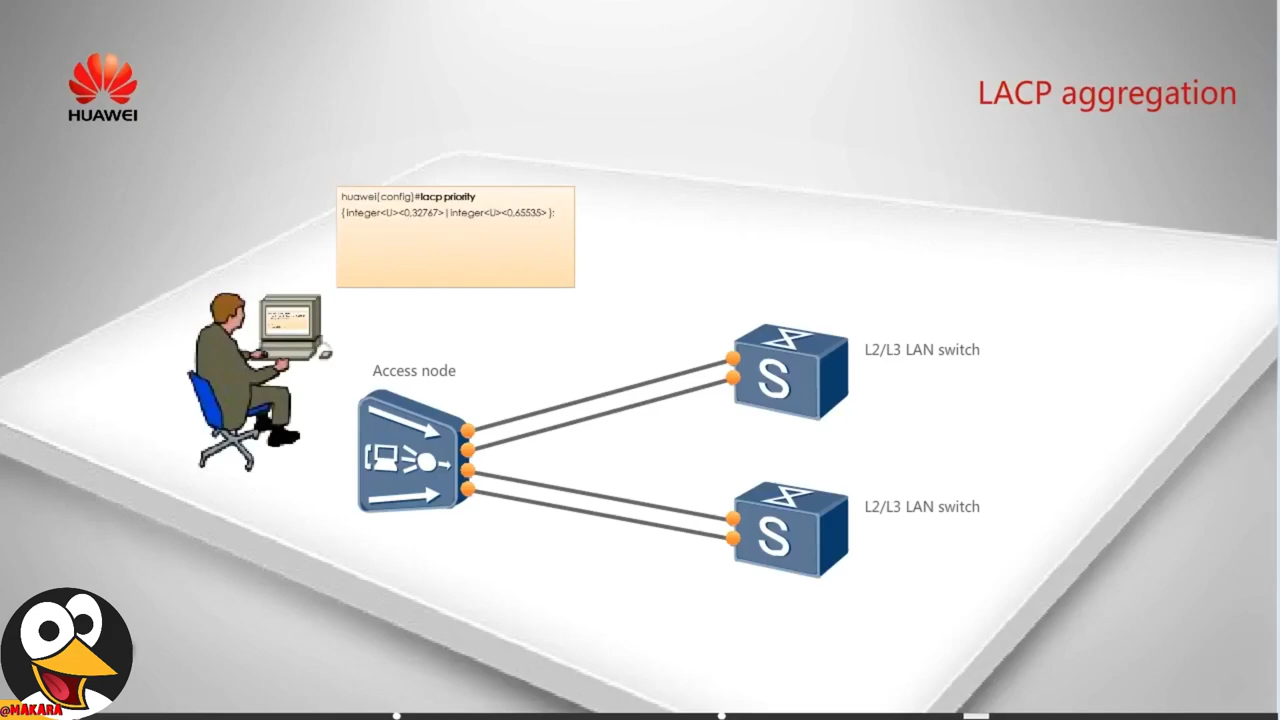 HUAWEI
LACP aggregation
huawei(config)#lacp priority
{integer<U><0,32767>|integer<U><0,65535>}:
Access node
L2/L3 LAN switch
S
L2/L3 LAN switch
S
@MAKARA